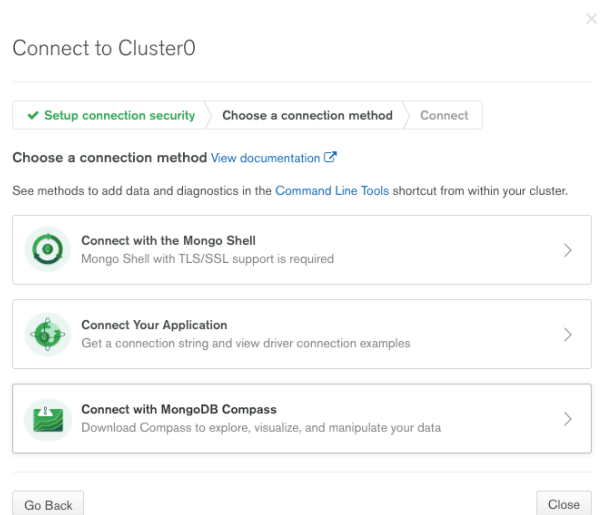 Connect to Cluster0
Setup connection security
Choose a connection method
Connect
Choose a connection method View documentation
See methods to add data and diagnostics in the Command Line Tools shortcut from within your cluster.
Connect with the Mongo Shell
Mongo Shell with TLS/SSL support is required
Connect Your Application
Get a connection string and view driver connection examples
Connect with MongoDB Compass
Download Compass to explore, visualize, and manipulate your data
Go Back
Close